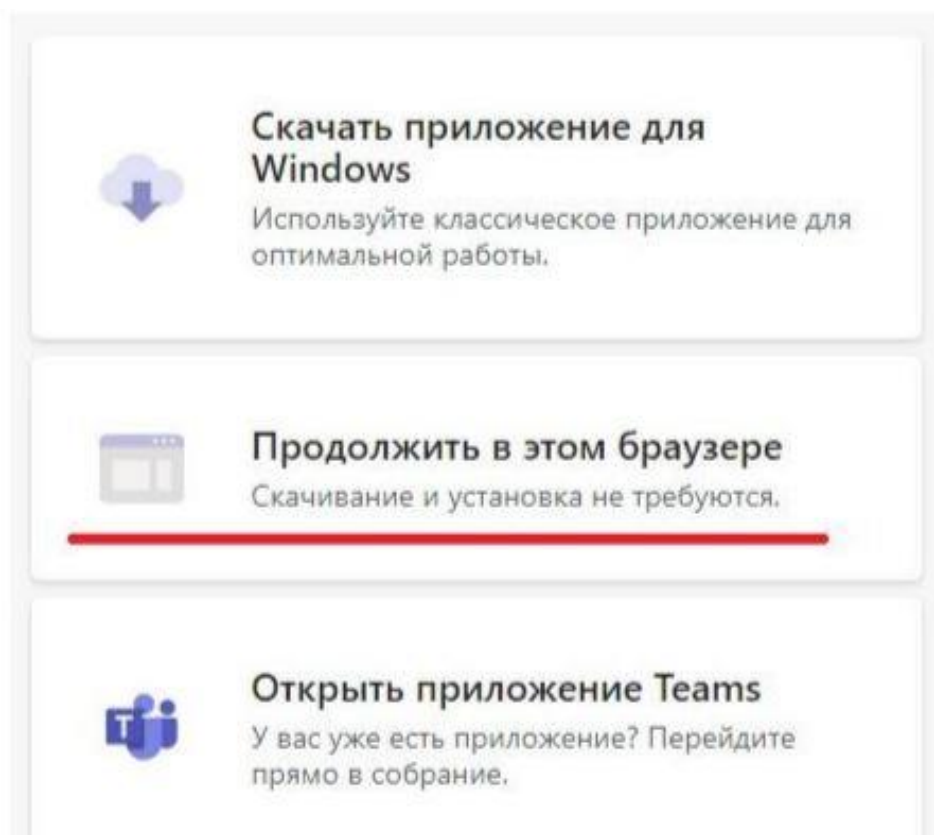 Скачать приложение для
Windows
Используйте классическое приложение для
оптимальной работы.
Продолжить в этом браузере
Скачивание и установка не требуются.
Открыть приложение Teams
У вас уже есть приложение? Перейдите
прямо в собрание.